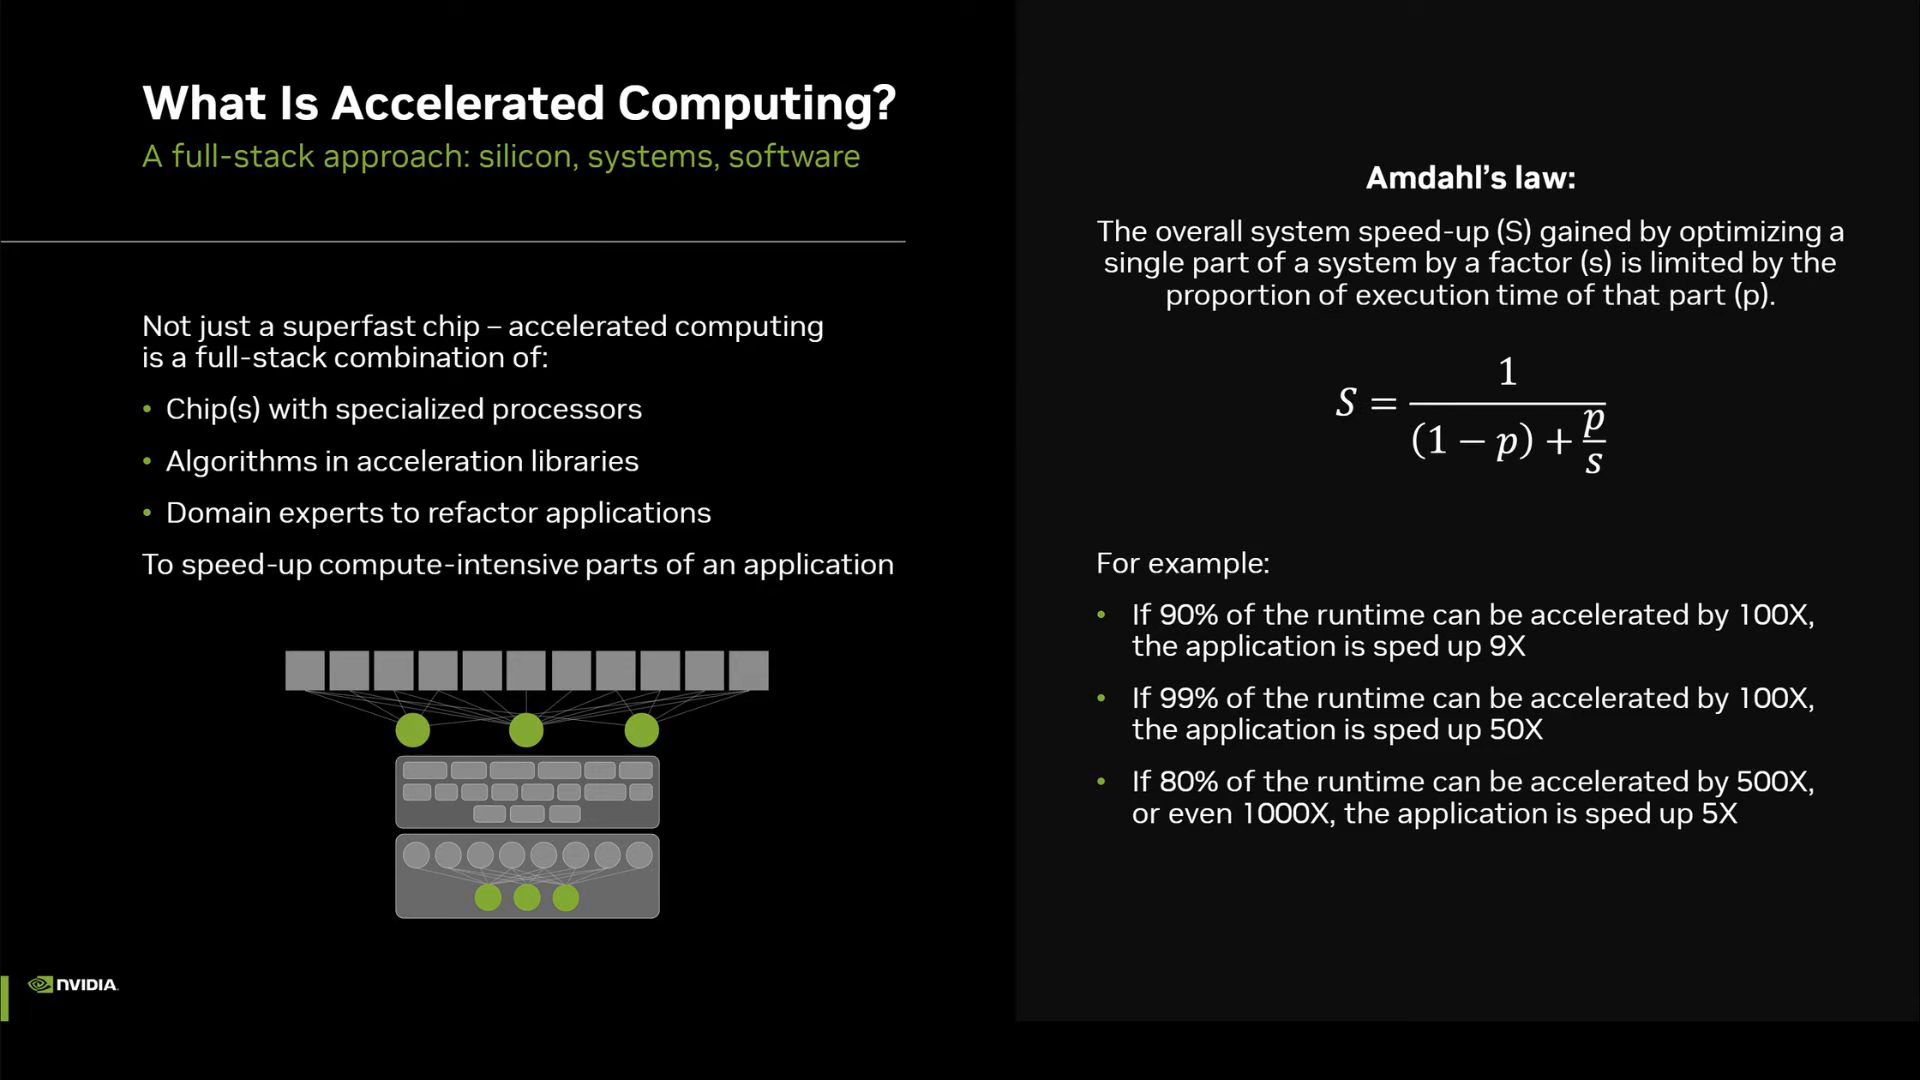 What Is Accelerated Computing?
A full-stack approach: silicon, systems, software
Not just a superfast chip – accelerated computing
is a full-stack combination of:
• Chip(s) with specialized processors
• Algorithms in acceleration libraries
• Domain experts to refactor applications
To speed-up compute-intensive parts of an application
NVIDIA.
Amdahl’s law:
The overall system speed-up (S) gained by optimizing a
single part of a system by a factor (s) is limited by the
proportion of execution time of that part (p).
S = 1 / ((1 − p) + p/s)
For example:
• If 90% of the runtime can be accelerated by 100X,
the application is sped up 9X
• If 99% of the runtime can be accelerated by 100X,
the application is sped up 50X
• If 80% of the runtime can be accelerated by 500X,
or even 1000X, the application is sped up 5X